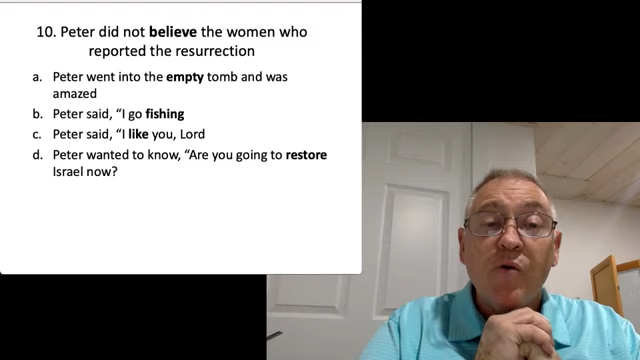 10. Peter did not believe the women who
reported the resurrection
a. Peter went into the empty tomb and was
amazed
b. Peter said, “I go fishing
c. Peter said, “I like you, Lord
d. Peter wanted to know, “Are you going to restore
Israel now?